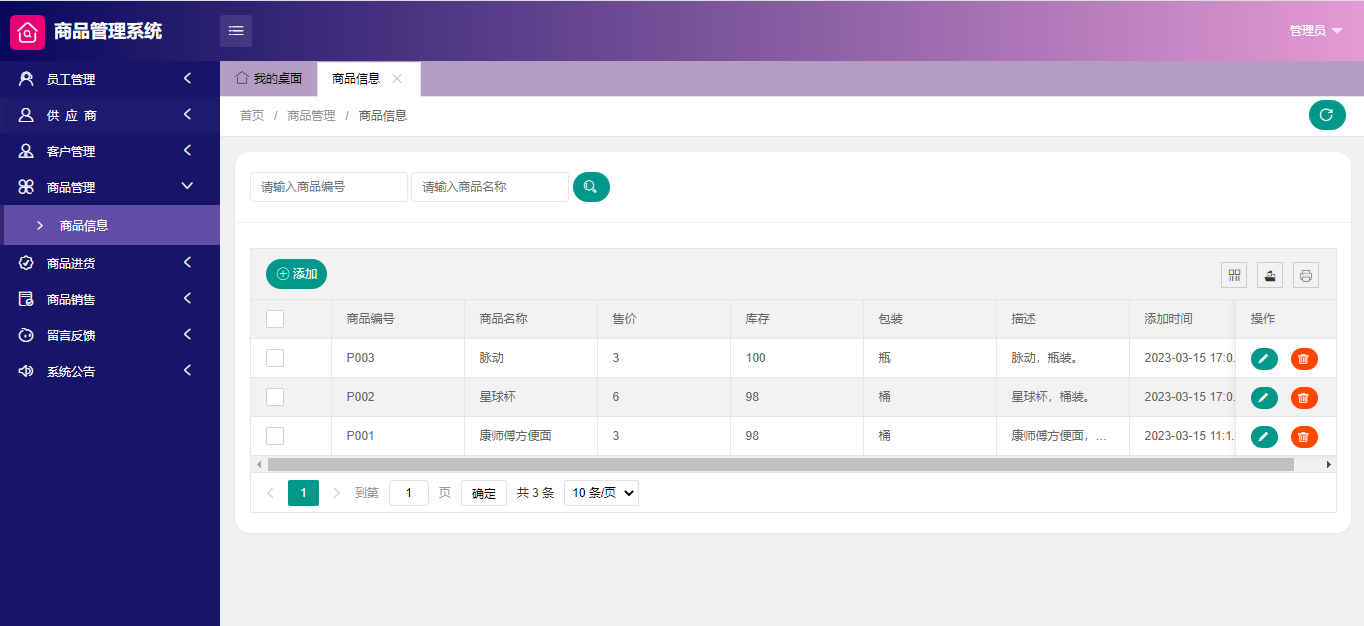 商品管理系统
管理员
员工管理
供 应 商
客户管理
商品管理
商品信息
商品进货
商品销售
留言反馈
系统公告
我的桌面 商品信息
首页 / 商品管理 / 商品信息
请输入商品编号 请输入商品名称
添加
商品编号 商品名称 售价 库存 包装 描述 添加时间 操作
P003 脉动 3 100 瓶 脉动，瓶装。 2023-03-15 17:0.
P002 星球杯 6 98 桶 星球杯，桶装。 2023-03-15 17:0.
P001 康师傅方便面 3 98 桶 康师傅方便面，... 2023-03-15 11:1.
1 到第 1 页 确定 共 3 条 10 条/页